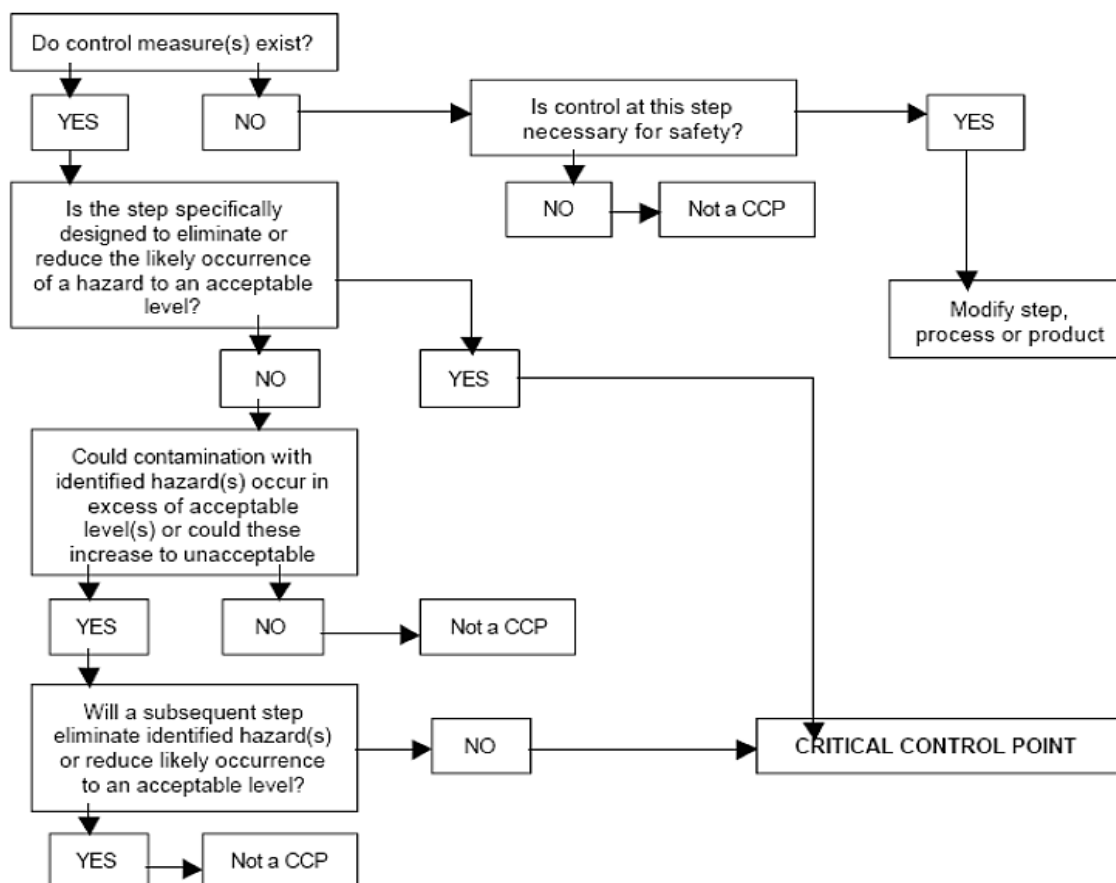 Do control measure(s) exist?
YES
NO
Is control at this step
necessary for safety?
YES
NO
Not a CCP
Is the step specifically
designed to eliminate or
reduce the likely occurrence
of a hazard to an acceptable
level?
Modify step,
process or product
NO
YES
Could contamination with
identified hazard(s) occur in
excess of acceptable
level(s) or could these
increase to unacceptable
YES
NO
Not a CCP
Will a subsequent step
eliminate identified hazard(s)
or reduce likely occurrence
to an acceptable level?
NO
CRITICAL CONTROL POINT
YES
Not a CCP